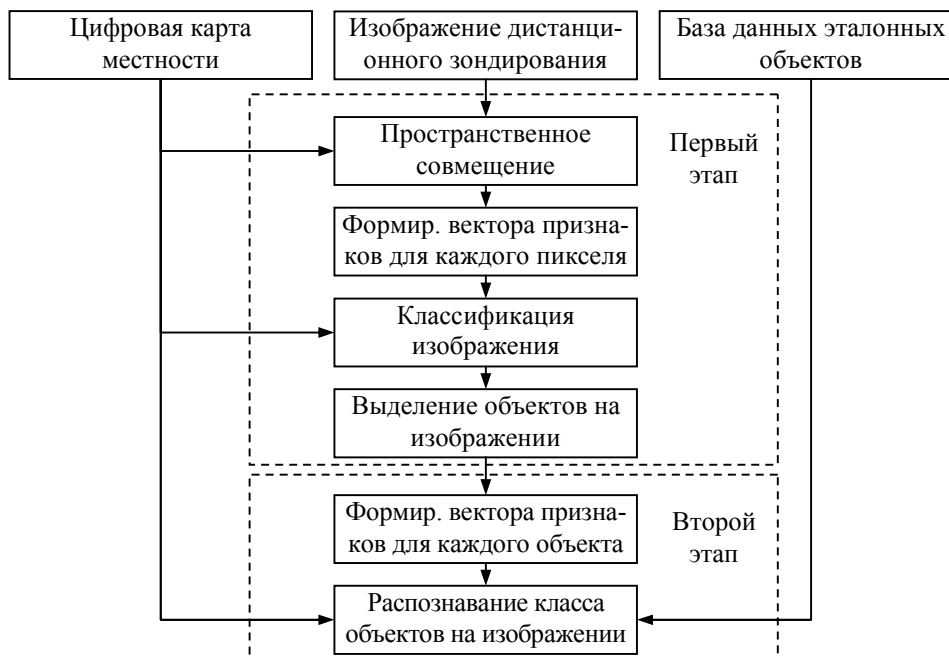 Цифровая карта
местности
Изображение дистанци-
онного зондирования
База данных эталонных
объектов
Пространственное
совмещение
Первый
этап
Формир. вектора призна-
ков для каждого пикселя
Классификация
изображения
Выделение объектов на
изображении
Формир. вектора призна-
ков для каждого объекта
Второй
этап
Распознавание класса
объектов на изображении